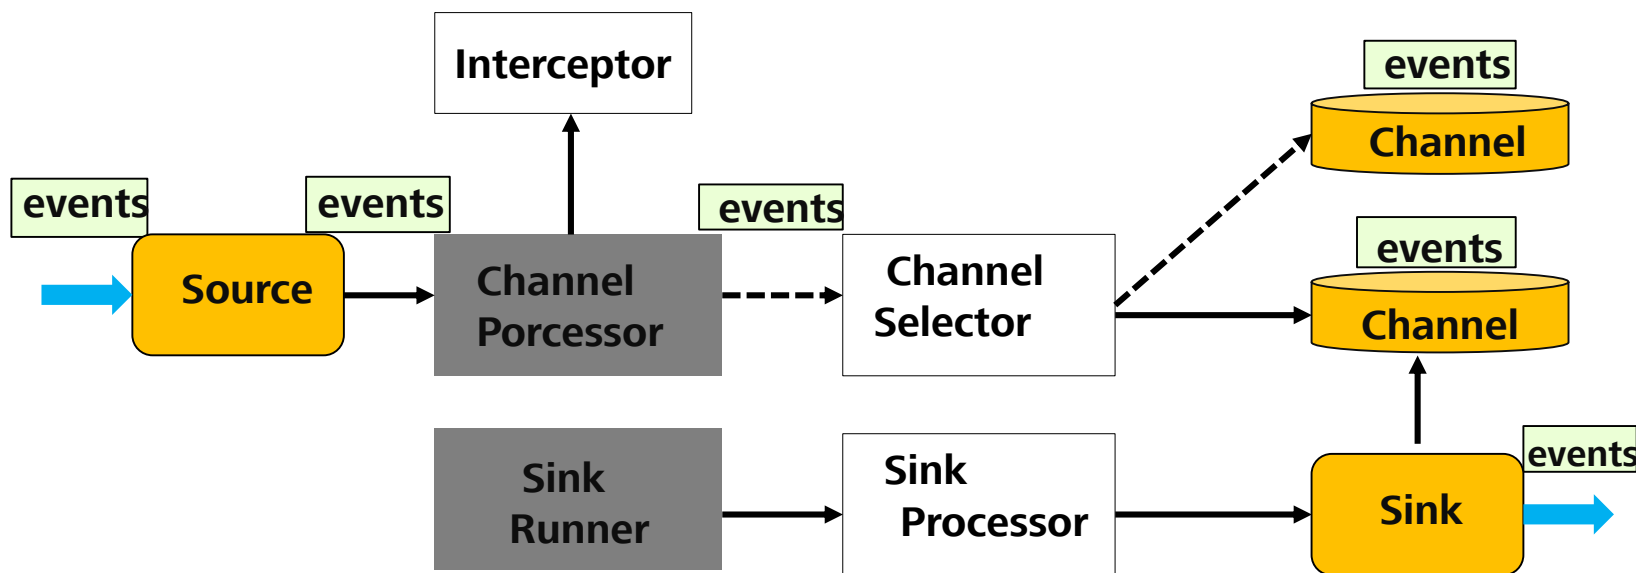 Interceptor
events
Channel
events
events
events
events
Channel
Source
Channel
Porcessor
Channel
Selector
Sink
Runner
Sink
Processor
Sink
events